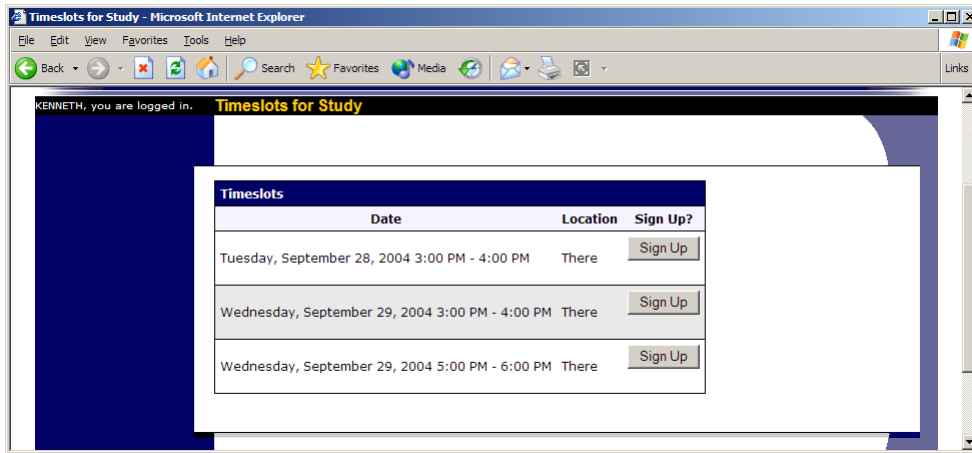 Timeslots for Study - Microsoft Internet Explorer
File Edit View Favorites Tools Help
Back Search Favorites Media Links
KENNETH, you are logged in. Timeslots for Study
Timeslots
Date Location Sign Up?
Tuesday, September 28, 2004 3:00 PM - 4:00 PM There Sign Up
Wednesday, September 29, 2004 3:00 PM - 4:00 PM There Sign Up
Wednesday, September 29, 2004 5:00 PM - 6:00 PM There Sign Up